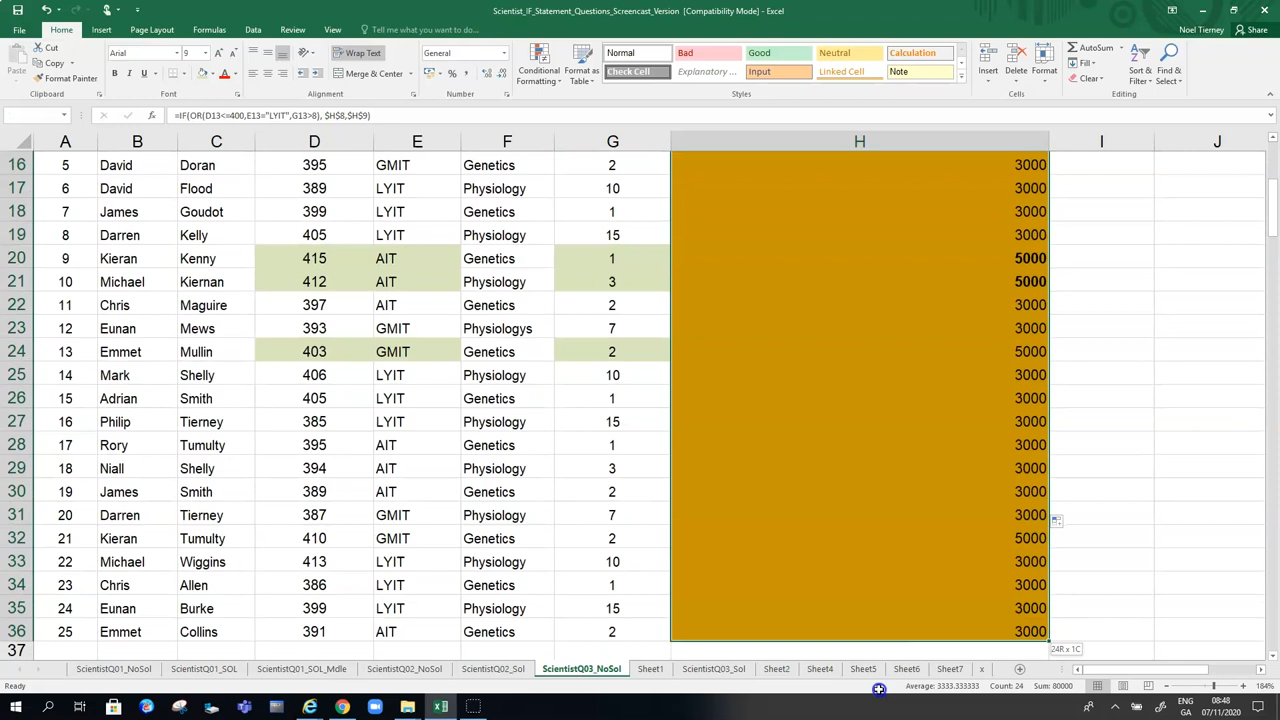 Scientist_IF_Statement_Questions_Screencast_Version [Compatibility Mode] - Excel
Noel Tierney
Share
File Home Insert Page Layout Formulas Data Review View ACROBAT Tell me what you want to do...
Cut
Copy
Format Painter
Paste
Clipboard
Arial 9
Font
Wrap Text
Merge & Center
Alignment
General
Number
Conditional Formatting
Format as Table
Normal Bad Good Neutral Calculation
Check Cell Explanatory ... Input Linked Cell Note
Styles
Insert Delete Format
Cells
AutoSum
Fill
Clear
Sort & Filter
Find & Select
Editing
=IF(OR(D13<=400,E13="LYIT",G13>8), $H$8,$H$9)
A B C D E F G H I J
16 5 David Doran 395 GMIT Genetics 2 3000
17 6 David Flood 389 LYIT Physiology 10 3000
18 7 James Goudot 399 LYIT Genetics 1 3000
19 8 Darren Kelly 405 LYIT Physiology 15 3000
20 9 Kieran Kenny 415 AIT Genetics 1 5000
21 10 Michael Kiernan 412 AIT Physiology 3 5000
22 11 Chris Maguire 397 AIT Genetics 2 3000
23 12 Eunan Mews 393 GMIT Physiologys 7 3000
24 13 Emmet Mullin 403 GMIT Genetics 2 5000
25 14 Mark Shelly 406 LYIT Physiology 10 3000
26 15 Adrian Smith 405 LYIT Genetics 1 3000
27 16 Philip Tierney 385 LYIT Physiology 15 3000
28 17 Rory Tumulty 395 AIT Genetics 1 3000
29 18 Niall Shelly 394 AIT Physiology 3 3000
30 19 James Smith 389 AIT Genetics 2 3000
31 20 Darren Tierney 387 GMIT Physiology 7 3000
32 21 Kieran Tumulty 410 GMIT Genetics 2 5000
33 22 Michael Wiggins 413 LYIT Physiology 10 3000
34 23 Chris Allen 386 LYIT Genetics 1 3000
35 24 Eunan Burke 399 LYIT Physiology 15 3000
36 25 Emmet Collins 391 AIT Genetics 2 3000
37
24R x 1C
ScientistQ01_NoSol ScientistQ01_SOL ScientistQ01_SOL_Mdle ScientistQ02_NoSol ScientistQ02_Sol ScientistQ03_NoSol Sheet1 ScientistQ03_Sol Sheet2 Sheet4 Sheet5 Sheet6 Sheet7 x
Ready
Average: 3333.333333 Count: 24 Sum: 80000
184%
ENG
GA
08:48
07/11/2020